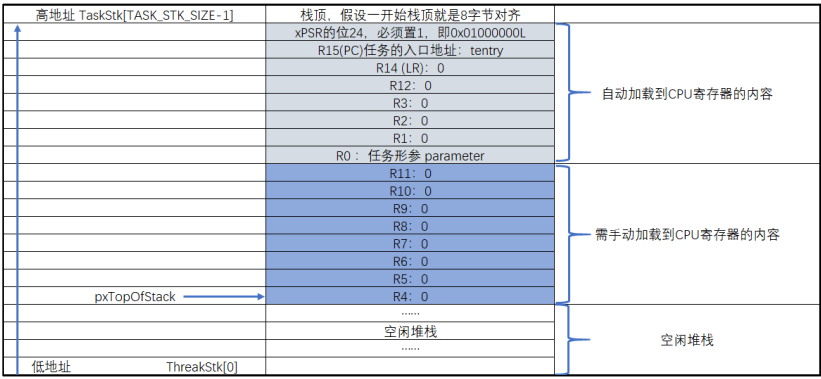 高地址 TaskStk[TASK_STK_SIZE-1]
栈顶，假设一开始栈顶就是8字节对齐
xPSR的位24，必须置1，即0x01000000L
R15(PC)任务的入口地址：tentry
R14 (LR)：0
R12：0
R3：0
R2：0
R1：0
R0 ：任务形参 parameter
自动加载到CPU寄存器的内容
R11：0
R10：0
R9：0
R8：0
R7：0
R6：0
R5：0
R4：0
需手动加载到CPU寄存器的内容
pxTopOfStack
……
空闲堆栈
……
空闲堆栈
低地址 ThreakStk[0]